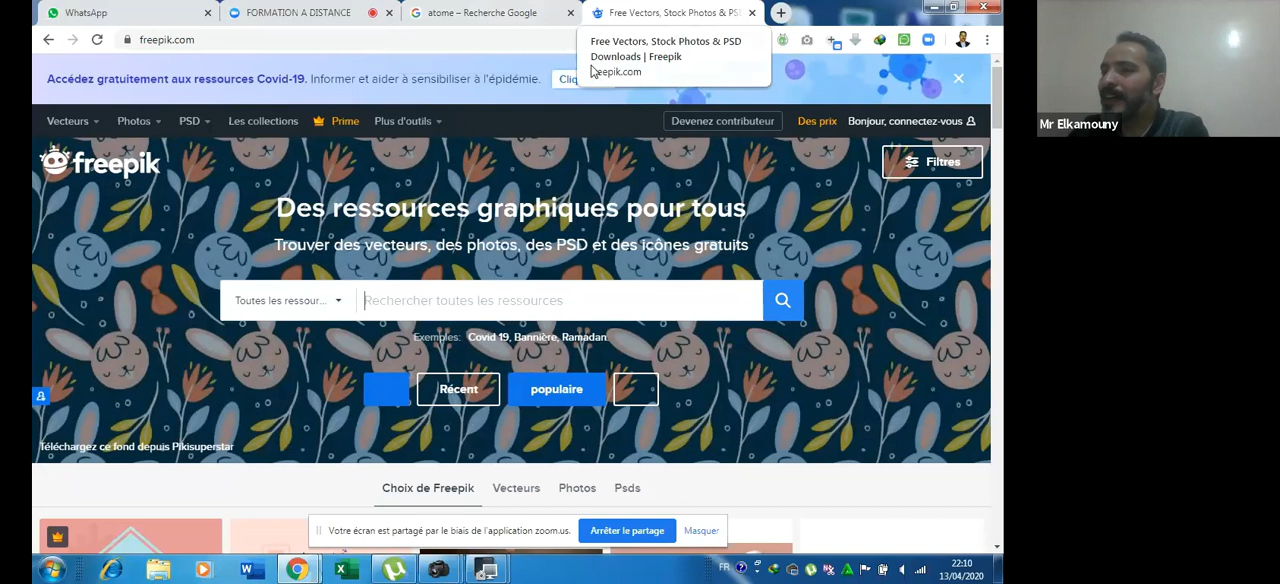 WhatsApp
FORMATION A DISTANCE
atome – Recherche Google
Free Vectors, Stock Photos & PS
freepik.com
Free Vectors, Stock Photos & PSD
Downloads | Freepik
freepik.com
Accédez gratuitement aux ressources Covid-19. Informer et aider à sensibiliser à l'épidémie.
Cliq
Mr Elkamouny
Vecteurs
Photos
PSD
Les collections
Prime
Plus d'outils
Devenez contributeur
Des prix
Bonjour, connectez-vous
freepik
Filtres
Des ressources graphiques pour tous
Trouver des vecteurs, des photos, des PSD et des icônes gratuits
Toutes les ressour...
Rechercher toutes les ressources
Exemples: Covid 19, Bannière, Ramadan.
Récent
populaire
Téléchargez ce fond depuis Pikisuperstar
Choix de Freepik
Vecteurs
Photos
Psds
Votre écran est partagé par le biais de l'application zoom.us.
Arrêter le partage
Masquer
FR
22:10
13/04/2020